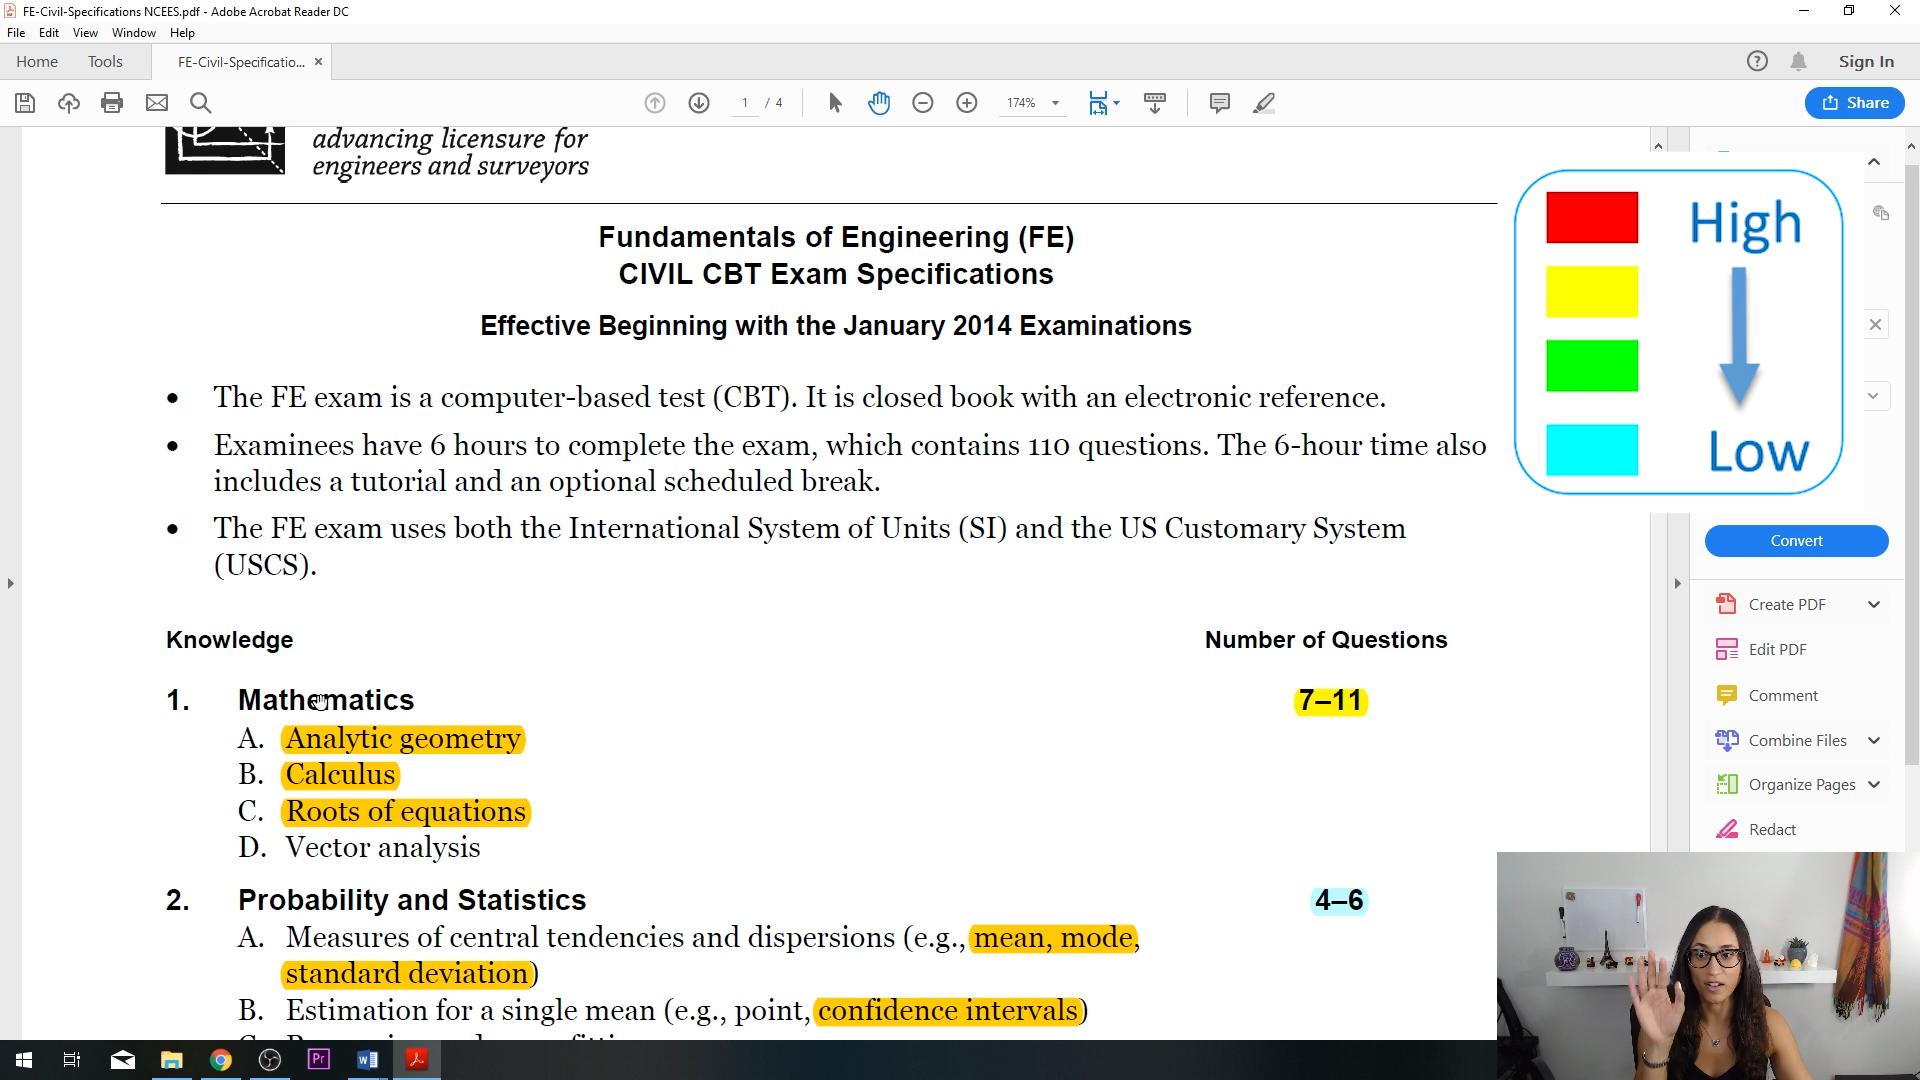 FE-Civil-Specifications NCEES.pdf - Adobe Acrobat Reader DC
File Edit View Window Help
Home Tools FE-Civil-Specificatio... Sign In
1 / 4 174% Share
advancing licensure for
engineers and surveyors
Fundamentals of Engineering (FE)
CIVIL CBT Exam Specifications
Effective Beginning with the January 2014 Examinations
• The FE exam is a computer-based test (CBT). It is closed book with an electronic reference.
• Examinees have 6 hours to complete the exam, which contains 110 questions. The 6-hour time also
includes a tutorial and an optional scheduled break.
• The FE exam uses both the International System of Units (SI) and the US Customary System
(USCS).
Knowledge Number of Questions
1. Mathematics 7–11
A. Analytic geometry
B. Calculus
C. Roots of equations
D. Vector analysis
2. Probability and Statistics 4–6
A. Measures of central tendencies and dispersions (e.g., mean, mode,
standard deviation)
B. Estimation for a single mean (e.g., point, confidence intervals)
High
Low
Convert
Create PDF
Edit PDF
Comment
Combine Files
Organize Pages
Redact
Pr